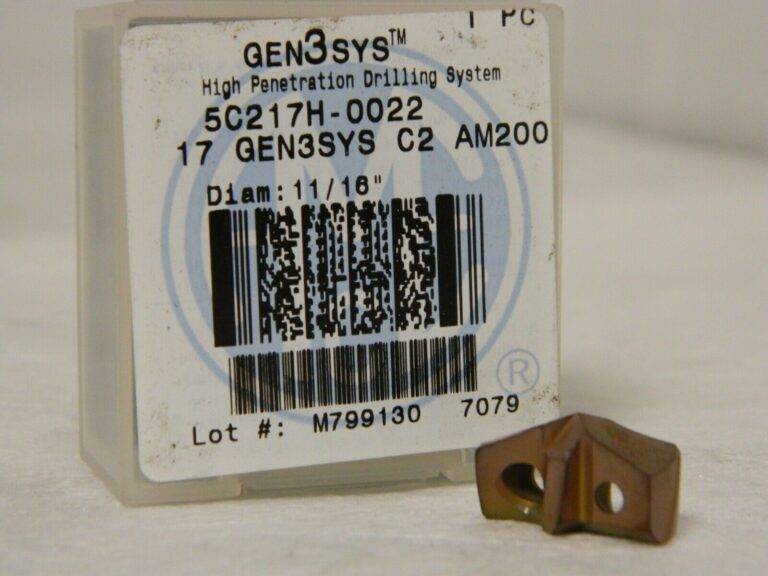 1 PC
GEN3SYS™
High Penetration Drilling System
5C217H-0022
17 GEN3SYS C2 AM200
Diam: 11/16"
®
Lot #: M799130 7079